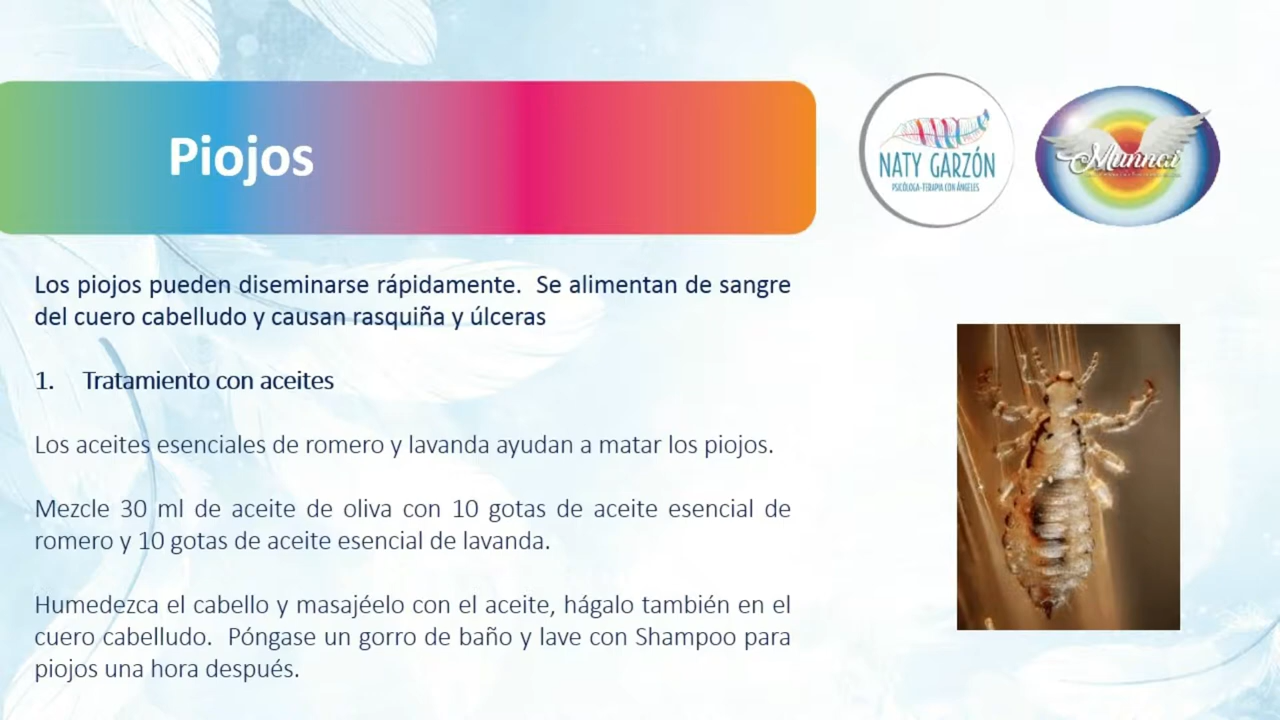 Piojos
NATY GARZÓN
PSICÓLOGA-TERAPIA CON ÁNGELES
Munnai
Los piojos pueden diseminarse rápidamente.  Se alimentan de sangre
del cuero cabelludo y causan rasquiña y úlceras
1. Tratamiento con aceites
Los aceites esenciales de romero y lavanda ayudan a matar los piojos.
Mezcle 30 ml de aceite de oliva con 10 gotas de aceite esencial de
romero y 10 gotas de aceite esencial de lavanda.
Humedezca el cabello y masajéelo con el aceite, hágalo también en el
cuero cabelludo.  Póngase un gorro de baño y lave con Shampoo para
piojos una hora después.